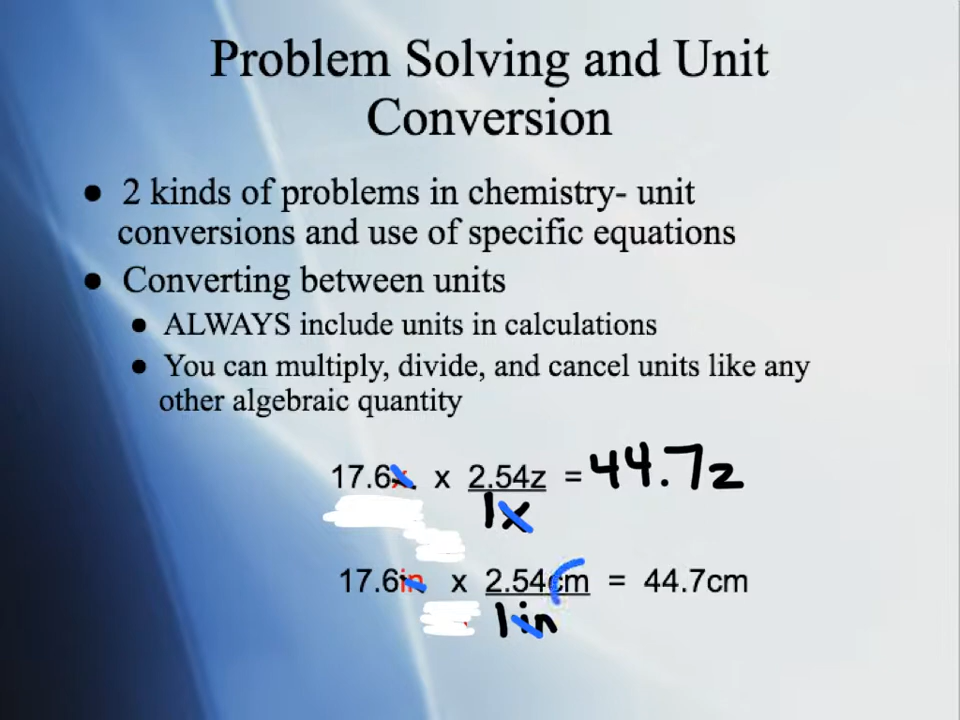 Problem Solving and Unit
Conversion
● 2 kinds of problems in chemistry- unit
conversions and use of specific equations
● Converting between units
● ALWAYS include units in calculations
● You can multiply, divide, and cancel units like any
other algebraic quantity
17.6x x 2.54z = 44.7z
1x
17.6in x 2.54cm = 44.7cm
1in